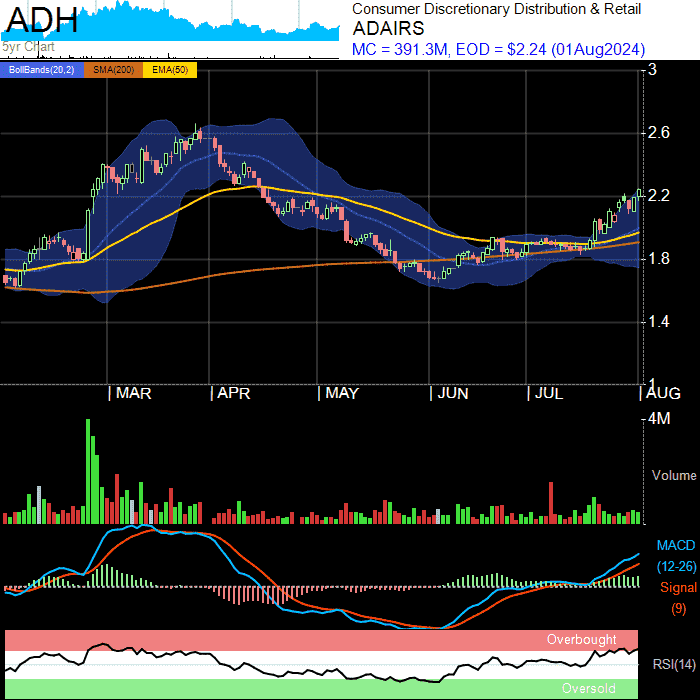 ADH
5yr Chart
Consumer Discretionary Distribution & Retail
ADAIRS
MC = 391.3M, EOD = $2.24 (01Aug2024)
BollBands(20,2) SMA(200) EMA(50)
3
2.6
2.2
1.8
1.4
1
MAR APR MAY JUN JUL AUG
4M
Volume
MACD
(12-26)
Signal
(9)
Overbought
RSI(14)
Oversold